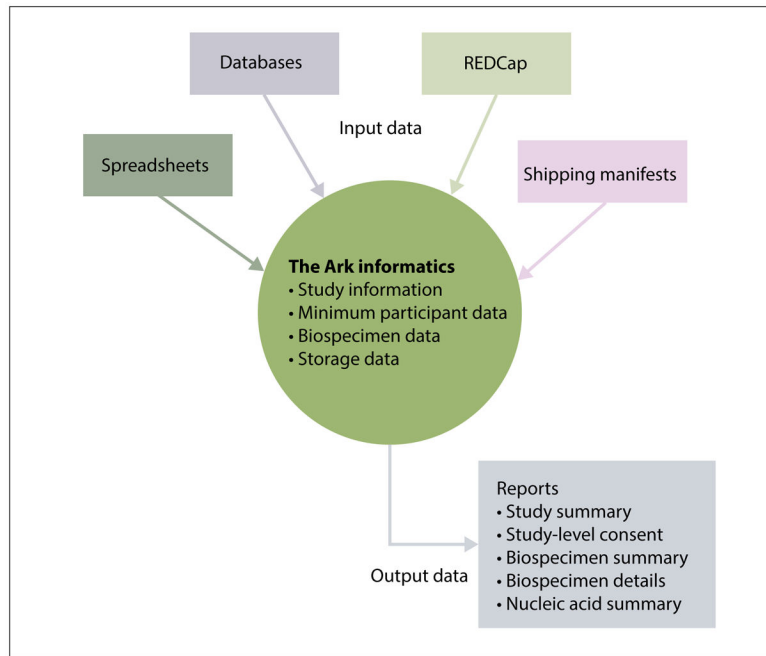 Databases
REDCap
Input data
Spreadsheets
Shipping manifests
The Ark informatics
• Study information
• Minimum participant data
• Biospecimen data
• Storage data
Reports
• Study summary
• Study-level consent
• Biospecimen summary
• Biospecimen details
• Nucleic acid summary
Output data